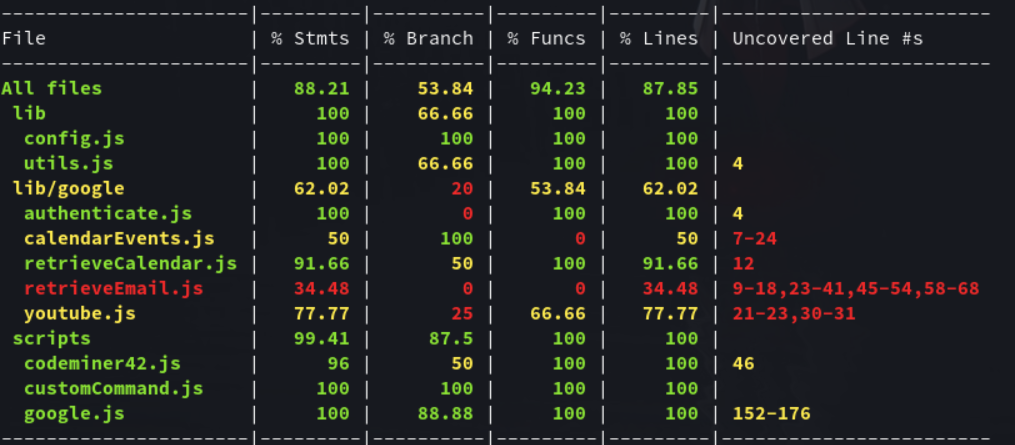 ---------------------|---------|----------|---------|---------|-------------------------
File                 | % Stmts | % Branch | % Funcs | % Lines | Uncovered Line #s
---------------------|---------|----------|---------|---------|-------------------------
All files            |   88.21 |    53.84 |   94.23 |   87.85 |
 lib                 |     100 |    66.66 |     100 |     100 |
  config.js          |     100 |      100 |     100 |     100 |
  utils.js           |     100 |    66.66 |     100 |     100 | 4
 lib/google          |   62.02 |       20 |   53.84 |   62.02 |
  authenticate.js    |     100 |        0 |     100 |     100 | 4
  calendarEvents.js  |      50 |      100 |       0 |      50 | 7-24
  retrieveCalendar.js |   91.66 |       50 |     100 |   91.66 | 12
  retrieveEmail.js   |   34.48 |        0 |       0 |   34.48 | 9-18,23-41,45-54,58-68
  youtube.js         |   77.77 |       25 |   66.66 |   77.77 | 21-23,30-31
 scripts             |   99.41 |     87.5 |     100 |     100 |
  codeminer42.js     |      96 |       50 |     100 |     100 | 46
  customCommand.js   |     100 |      100 |     100 |     100 |
  google.js          |     100 |    88.88 |     100 |     100 | 152-176
---------------------|---------|----------|---------|---------|-------------------------